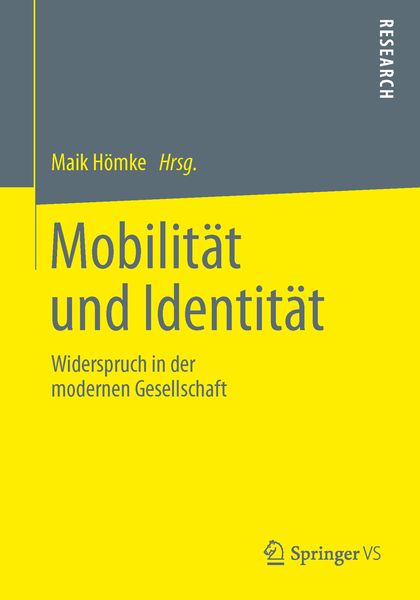 RESEARCH
Maik Hömke Hrsg.
Mobilität
und Identität
Widerspruch in der
modernen Gesellschaft
Springer VS